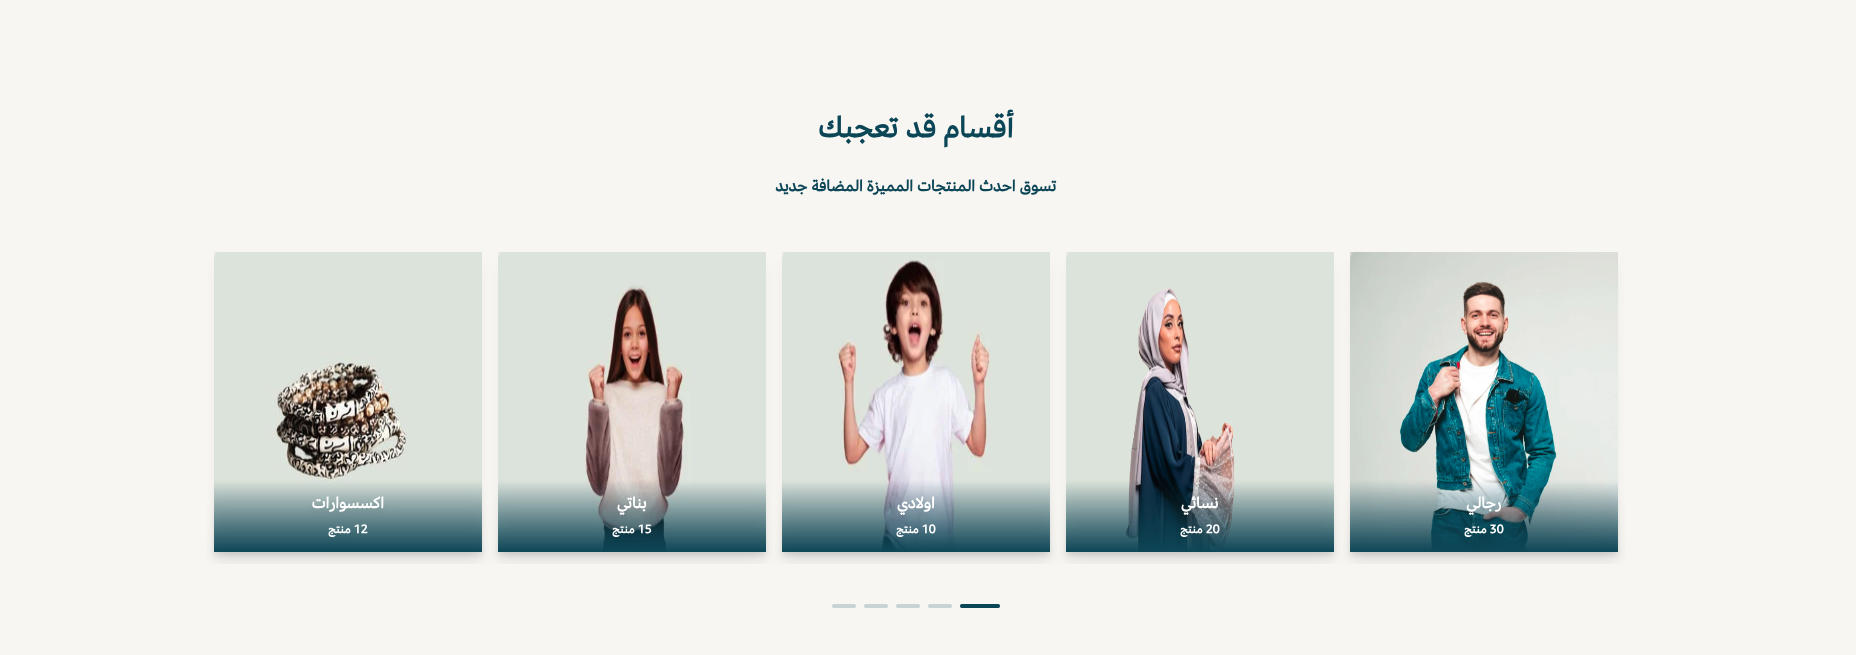 أقسام قد تعجبك
تسوق احدث المنتجات المميزة المضافة جديد
رجالي
30 منتج
نسائي
20 منتج
اولادي
10 منتج
بناتي
15 منتج
اكسسوارات
12 منتج